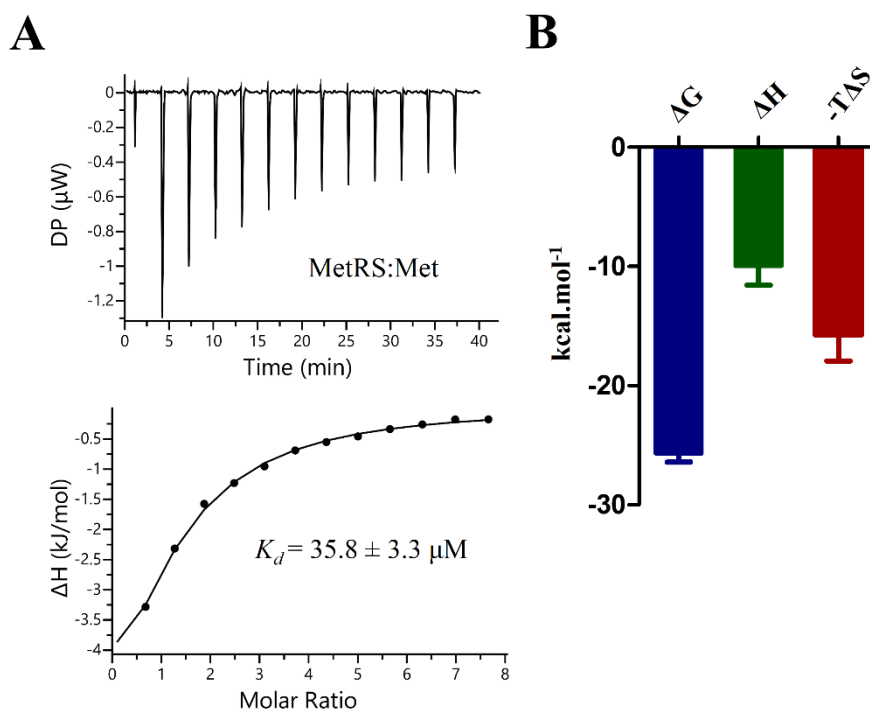 A
0
-0.2
-0.4
-0.6
-0.8
-1
-1.2
DP (μW)
MetRS:Met
0 5 10 15 20 25 30 35 40
Time (min)
-0.5
-1
-1.5
-2
-2.5
-3
-3.5
-4
ΔH (kJ/mol)
Kd = 35.8 ± 3.3 μM
0 1 2 3 4 5 6 7 8
Molar Ratio
B
ΔG ΔH -TΔS
0
-10
-20
-30
kcal.mol-1